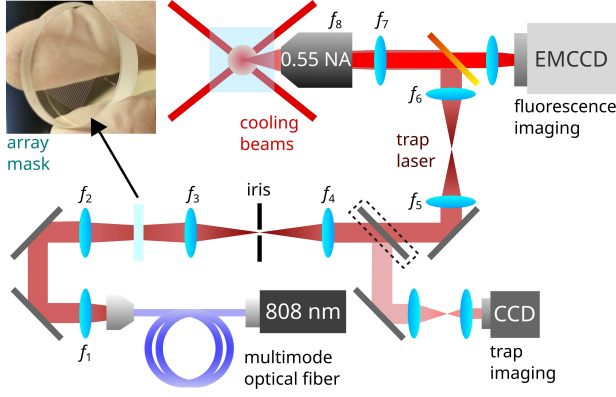 f8
f7
0.55 NA
EMCCD
f6
fluorescence
imaging
cooling
beams
trap
laser
array
mask
f2
f3
iris
f4
f5
808 nm
CCD
f1
multimode
optical fiber
trap
imaging